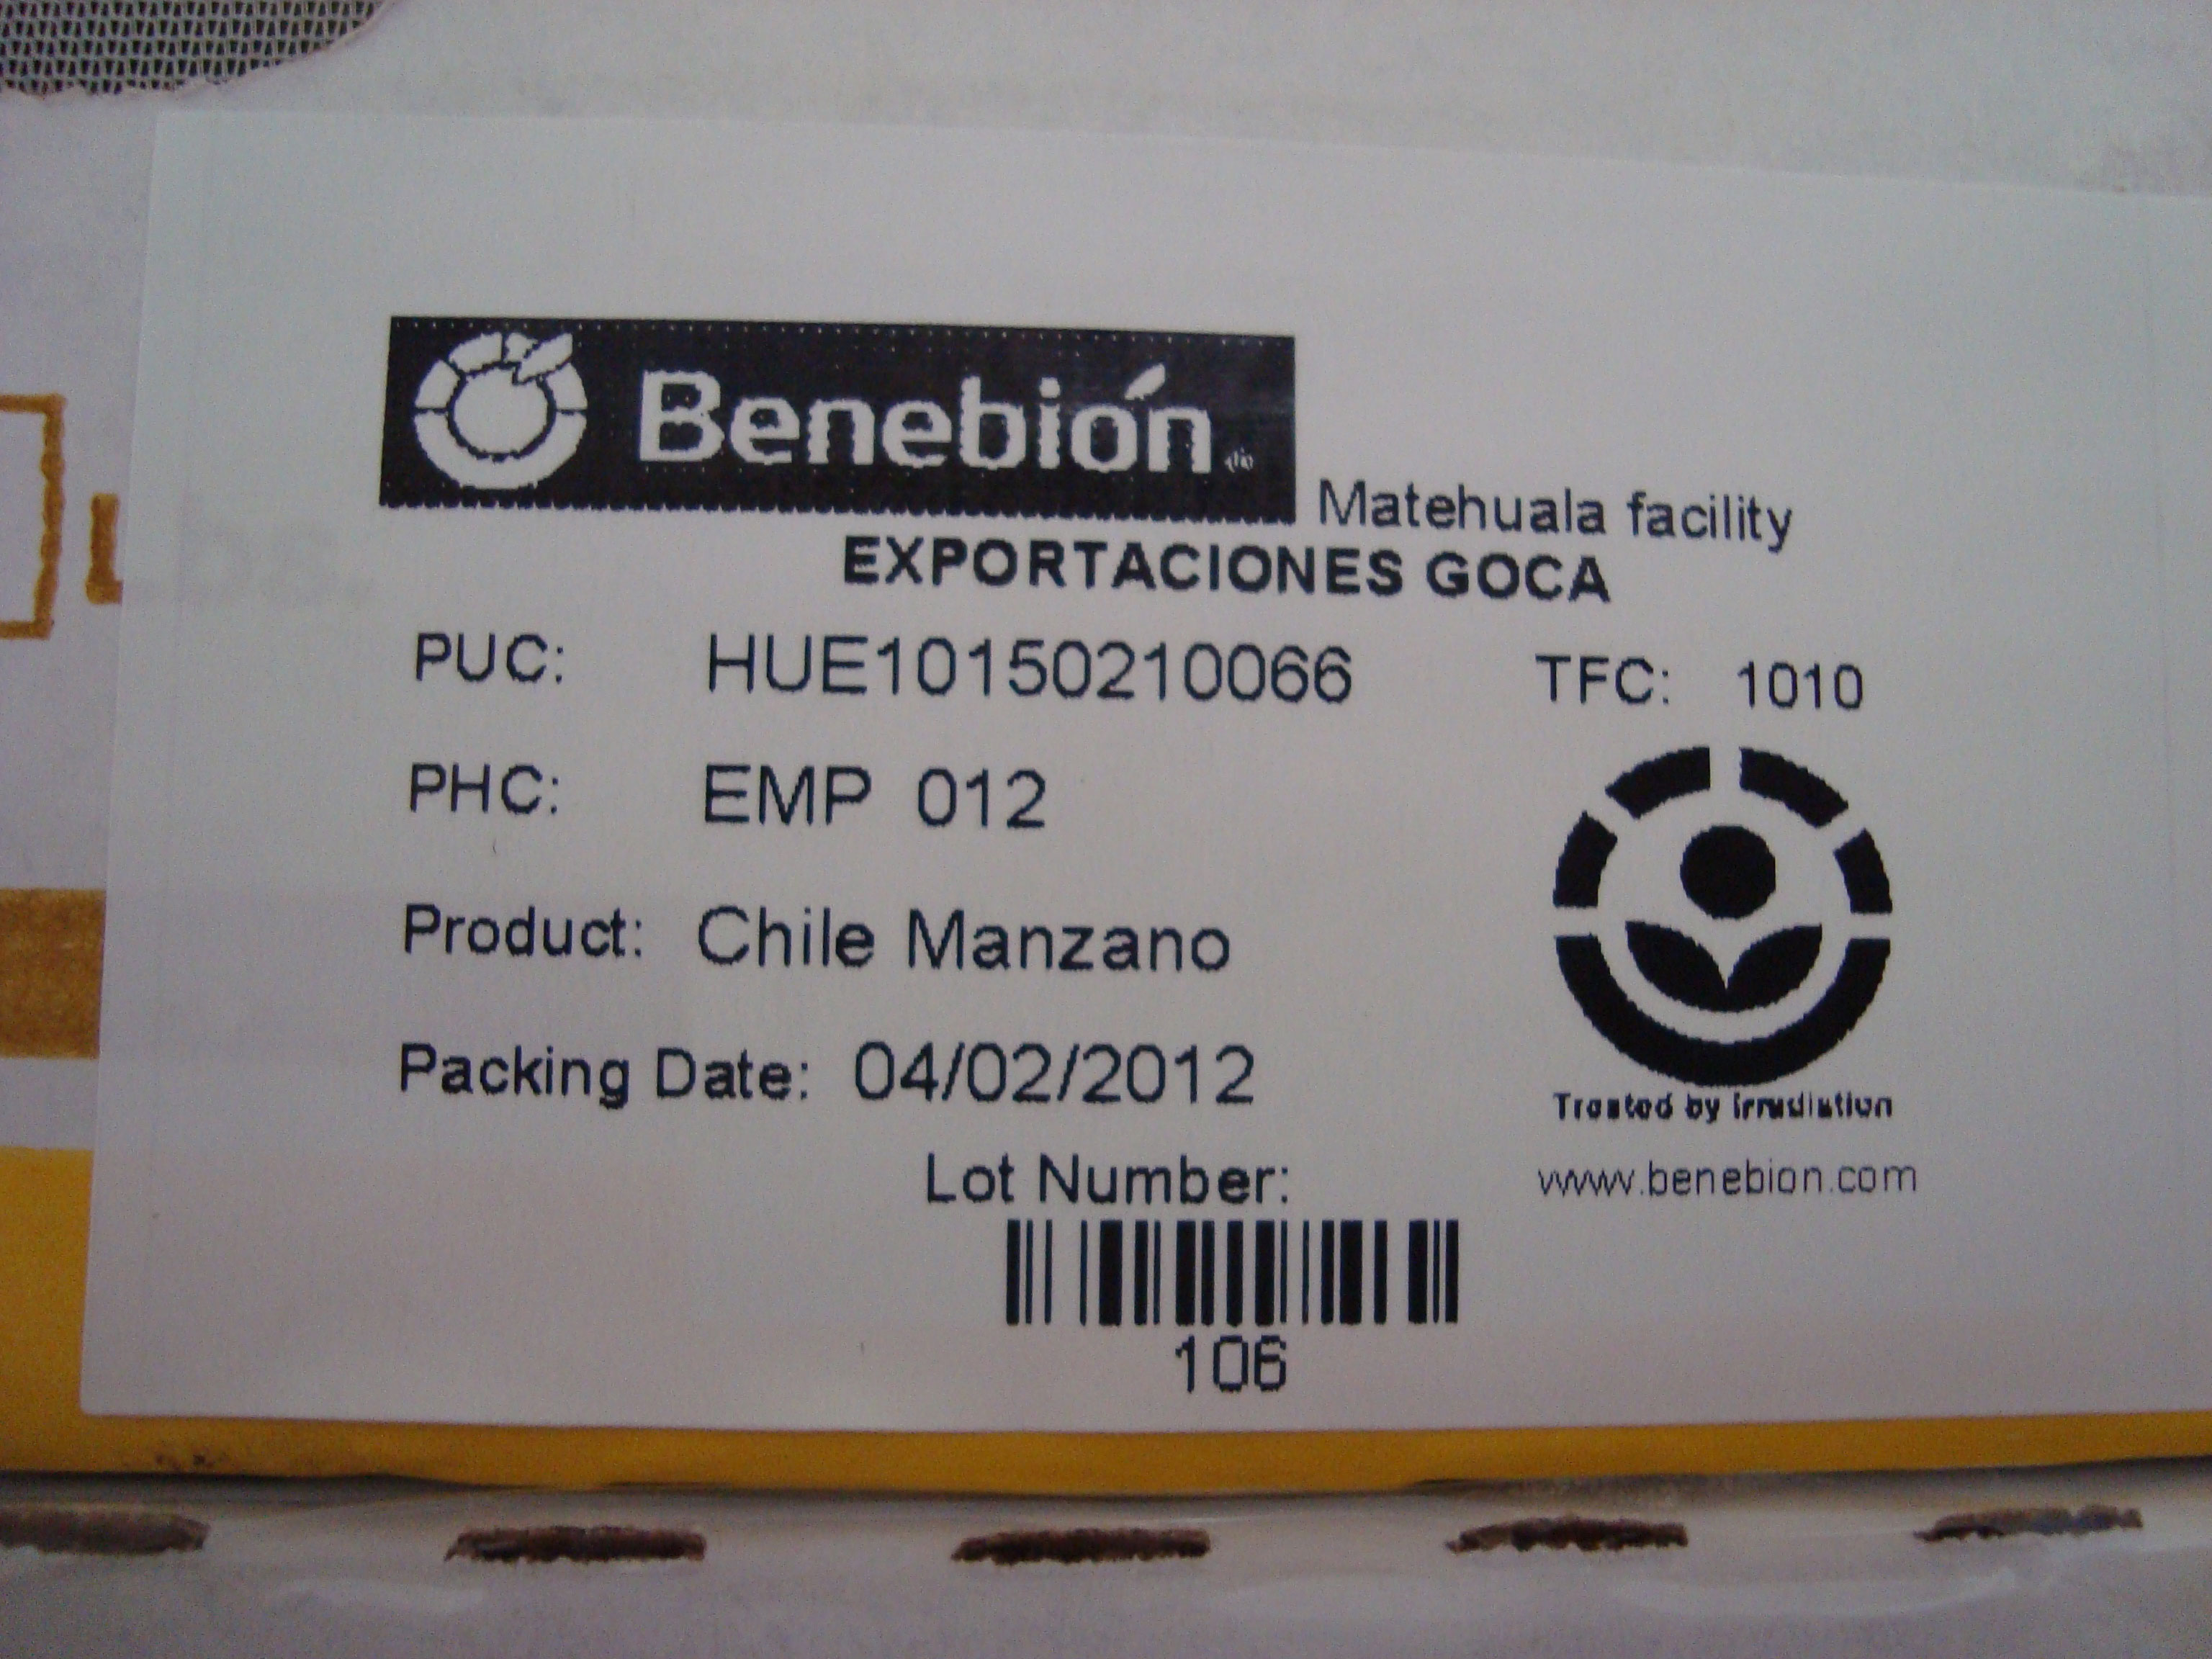 Benebión
Matehuala facility
EXPORTACIONES GOCA
PUC: HUE10150210066 TFC: 1010
PHC: EMP 012
Product: Chile Manzano
Packing Date: 04/02/2012
Treated by irradiation
www.benebion.com
Lot Number:
106